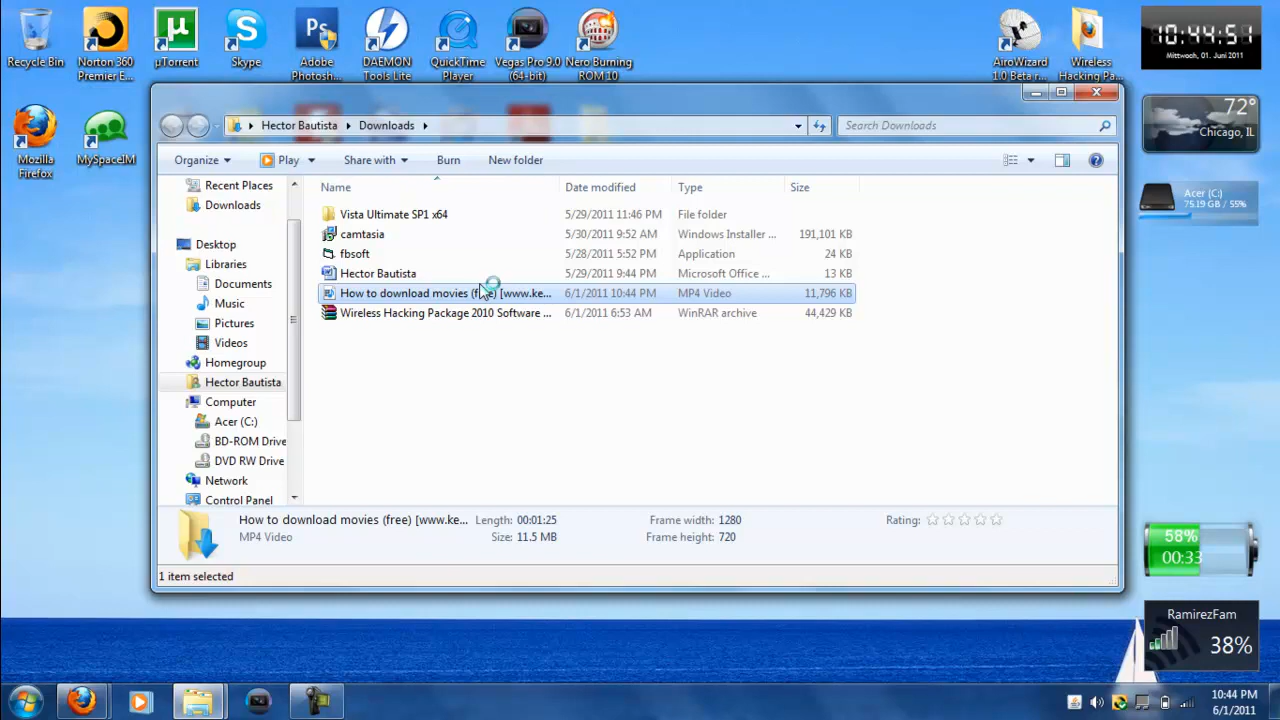 Recycle Bin
Norton 360 Premier E...
µTorrent
Skype
Adobe Photosh...
DAEMON Tools Lite
QuickTime Player
Vegas Pro 9.0 (64-bit)
Nero Burning ROM 10
AiroWizard 1.0 Beta r...
Wireless Hacking Pa...
10:44:51
Mittwoch, 01. Juni 2011
Mozilla Firefox
MySpaceIM
72°
Chicago, IL
Acer (C:)
75.19 GB / 55%
Hector Bautista Downloads
Search Downloads
Organize Play Share with Burn New folder
Name Date modified Type Size
Recent Places
Downloads
Desktop
Libraries
Documents
Music
Pictures
Videos
Homegroup
Hector Bautista
Computer
Acer (C:)
BD-ROM Drive
DVD RW Drive
Network
Control Panel
Vista Ultimate SP1 x64 5/29/2011 11:46 PM File folder
camtasia 5/30/2011 9:52 AM Windows Installer ... 191,101 KB
fbsoft 5/28/2011 5:52 PM Application 24 KB
Hector Bautista 5/29/2011 9:44 PM Microsoft Office ... 13 KB
How to download movies (free) [www.ke... 6/1/2011 10:44 PM MP4 Video 11,796 KB
Wireless Hacking Package 2010 Software ... 6/1/2011 6:53 AM WinRAR archive 44,429 KB
How to download movies (free) [www.ke... Length: 00:01:25 Frame width: 1280 Rating:
MP4 Video Size: 11.5 MB Frame height: 720
1 item selected
58%
00:33
RamirezFam
38%
10:44 PM
6/1/2011